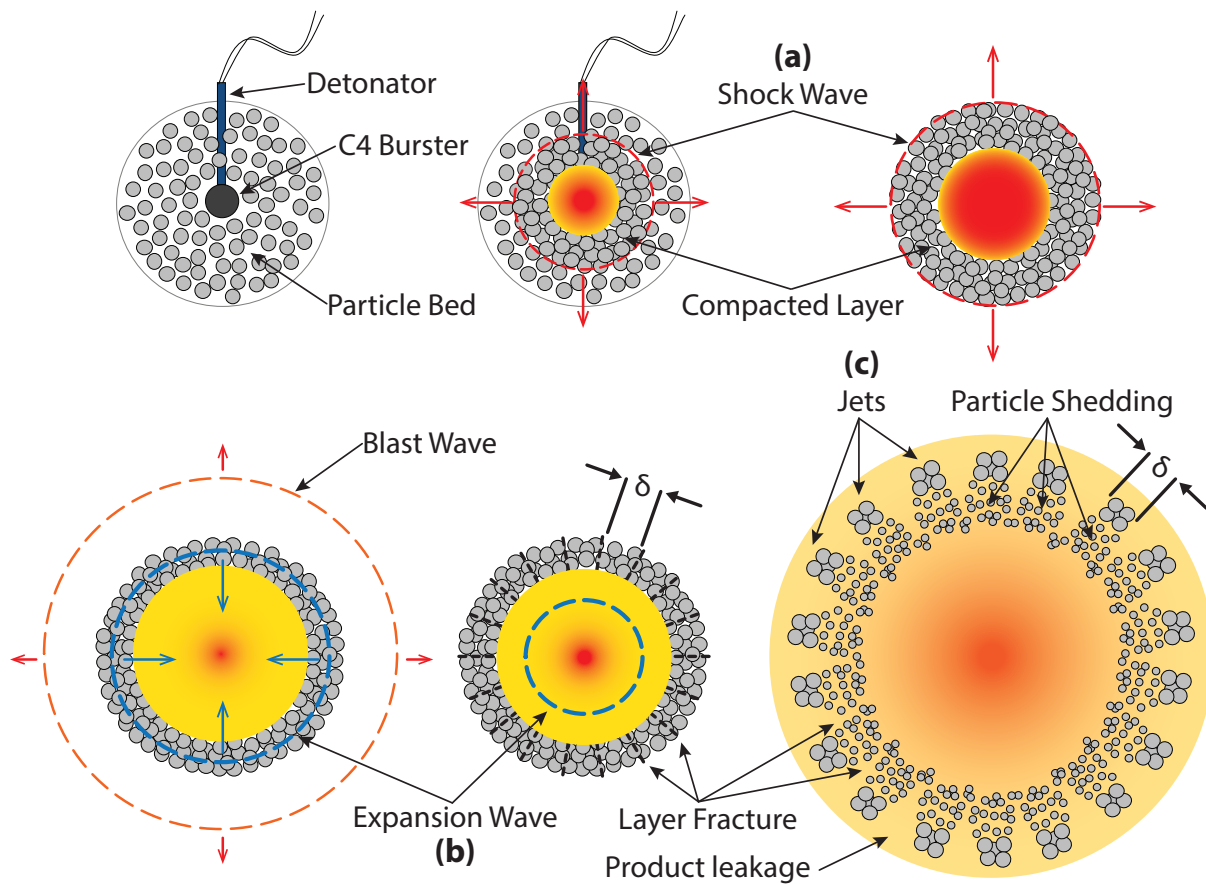 (a)
Detonator
Shock Wave
C4 Burster
Particle Bed
Compacted Layer
(c)
Jets
Particle Shedding
Blast Wave
δ
δ
Expansion Wave
Layer Fracture
(b)
Product leakage